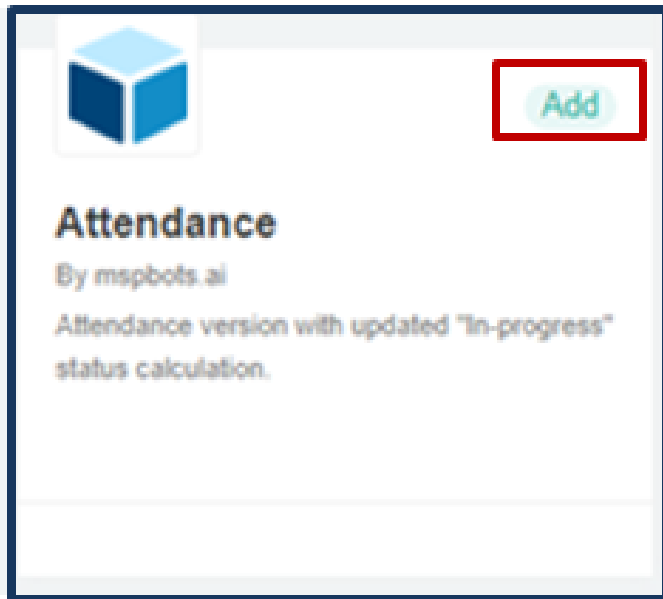 Add
Attendance
By mspbots.ai
Attendance version with updated "In-progress"
status calculation.